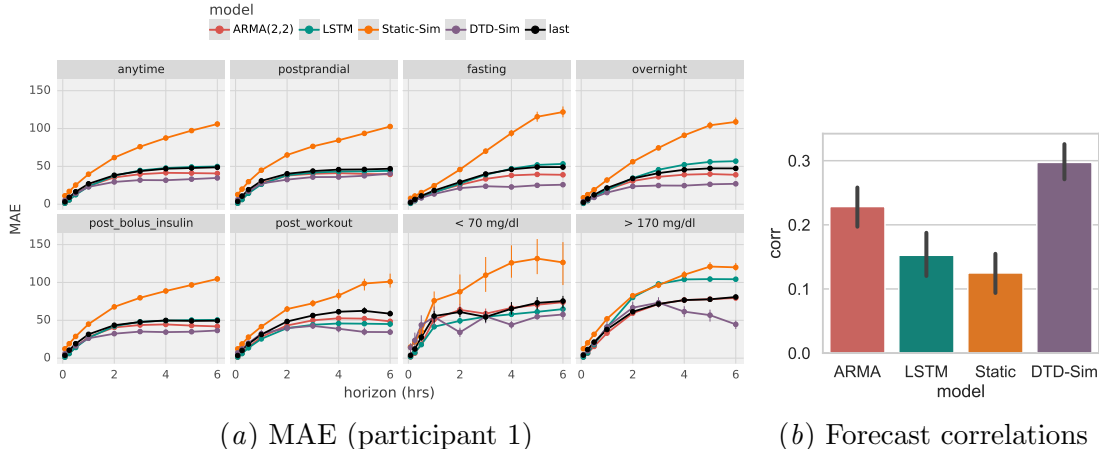 model
ARMA(2,2) LSTM Static-Sim DTD-Sim last
anytime postprandial fasting overnight
150
100
50
0
MAE
post_bolus_insulin post_workout < 70 mg/dl > 170 mg/dl
150
100
50
0
0 2 4 6 0 2 4 6 0 2 4 6 0 2 4 6
horizon (hrs)
(a) MAE (participant 1)
0.3
0.2
0.1
0.0
corr
ARMA LSTM Static DTD-Sim
model
(b) Forecast correlations